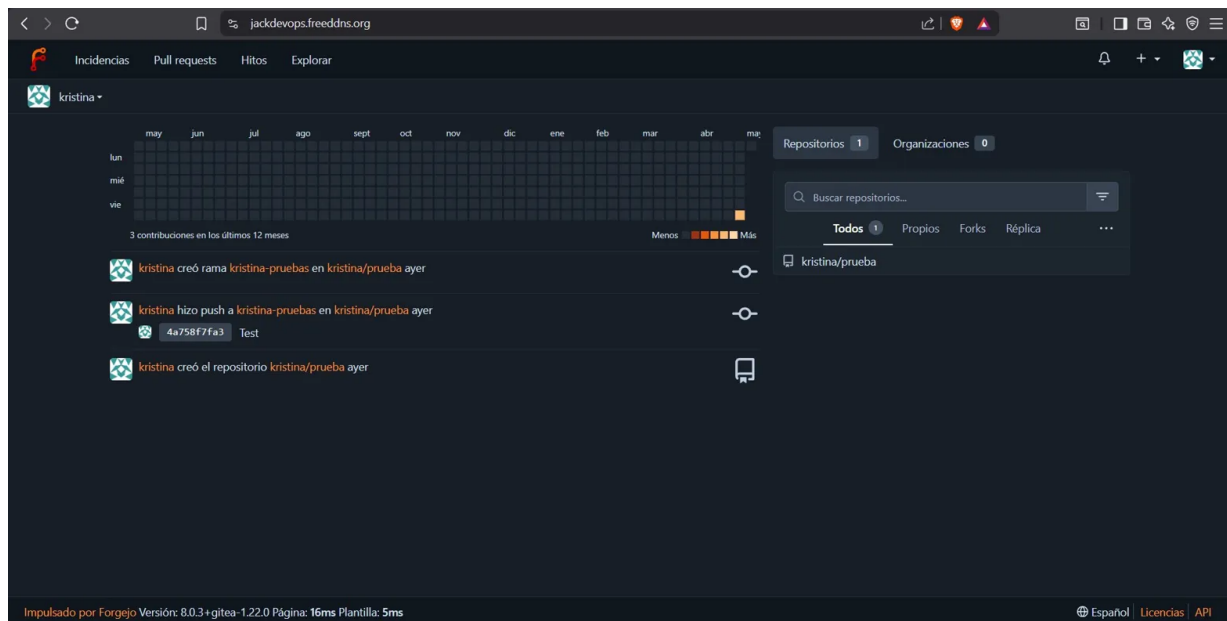 jackdevops.freeddns.org
Incidencias Pull requests Hitos Explorar
kristina
may jun jul ago sept oct nov dic ene feb mar abr may
lun
mié
vie
3 contribuciones en los últimos 12 meses Menos Más
kristina creó rama kristina-pruebas en kristina/prueba ayer
kristina hizo push a kristina-pruebas en kristina/prueba ayer
4a758f7fa3 Test
kristina creó el repositorio kristina/prueba ayer
Repositorios 1 Organizaciones 0
Buscar repositorios...
Todos 1 Propios Forks Réplica
kristina/prueba
Impulsado por Forgejo Versión: 8.0.3+gitea-1.22.0 Página: 16ms Plantilla: 5ms
Español Licencias API